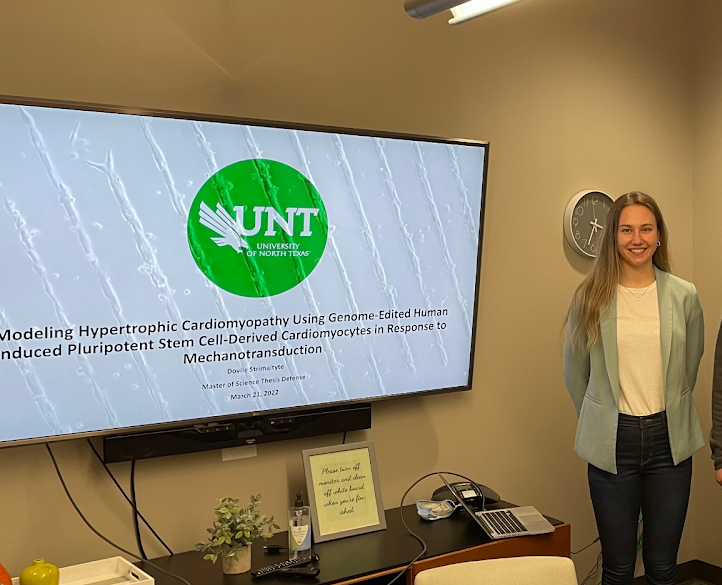 UNT
UNIVERSITY
OF NORTH TEXAS
Modeling Hypertrophic Cardiomyopathy Using Genome-Edited Human
nduced Pluripotent Stem Cell-Derived Cardiomyocytes in Response to
Mechanotransduction
Dovile Strimaityte
Master of Science Thesis Defense
March 21, 2022
Please turn off
monitor and clean
off white board
when you're fin-
ished.